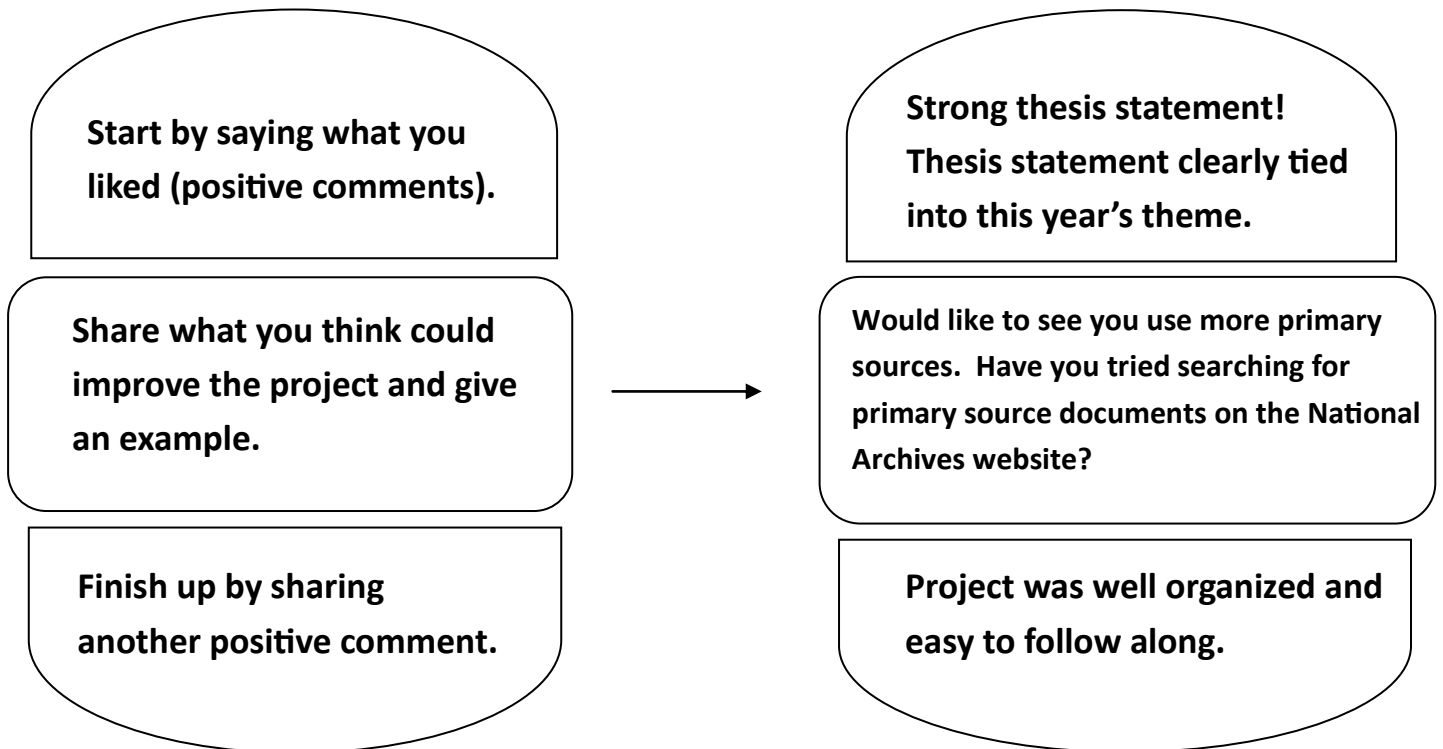 Start by saying what you
liked (positive comments).
Share what you think could
improve the project and give
an example.
Finish up by sharing
another positive comment.
Strong thesis statement!
Thesis statement clearly tied
into this year’s theme.
Would like to see you use more primary
sources.  Have you tried searching for
primary source documents on the National
Archives website?
Project was well organized and
easy to follow along.